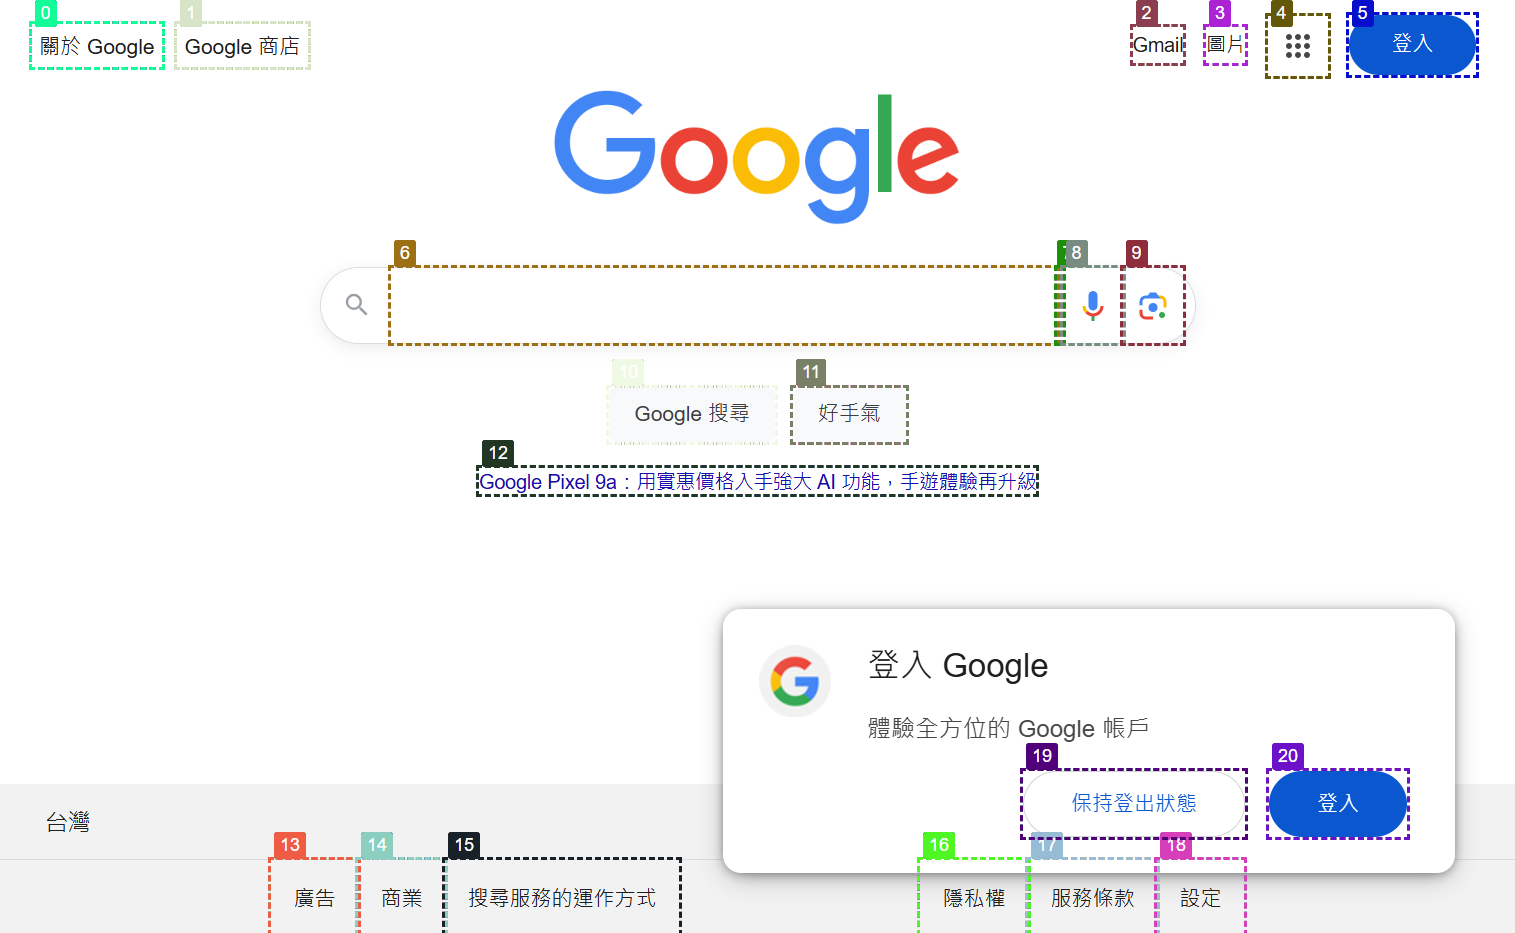 0
1
2
3
4
5
關於 Google
Google 商店
Gmail
圖片
登入
Google
6
8
9
10
11
Google 搜尋
好手氣
12
Google Pixel 9a：用實惠價格入手強大 AI 功能，手遊體驗再升級
登入 Google
體驗全方位的 Google 帳戶
19
20
保持登出狀態
登入
台灣
13
14
15
16
17
18
廣告
商業
搜尋服務的運作方式
隱私權
服務條款
設定